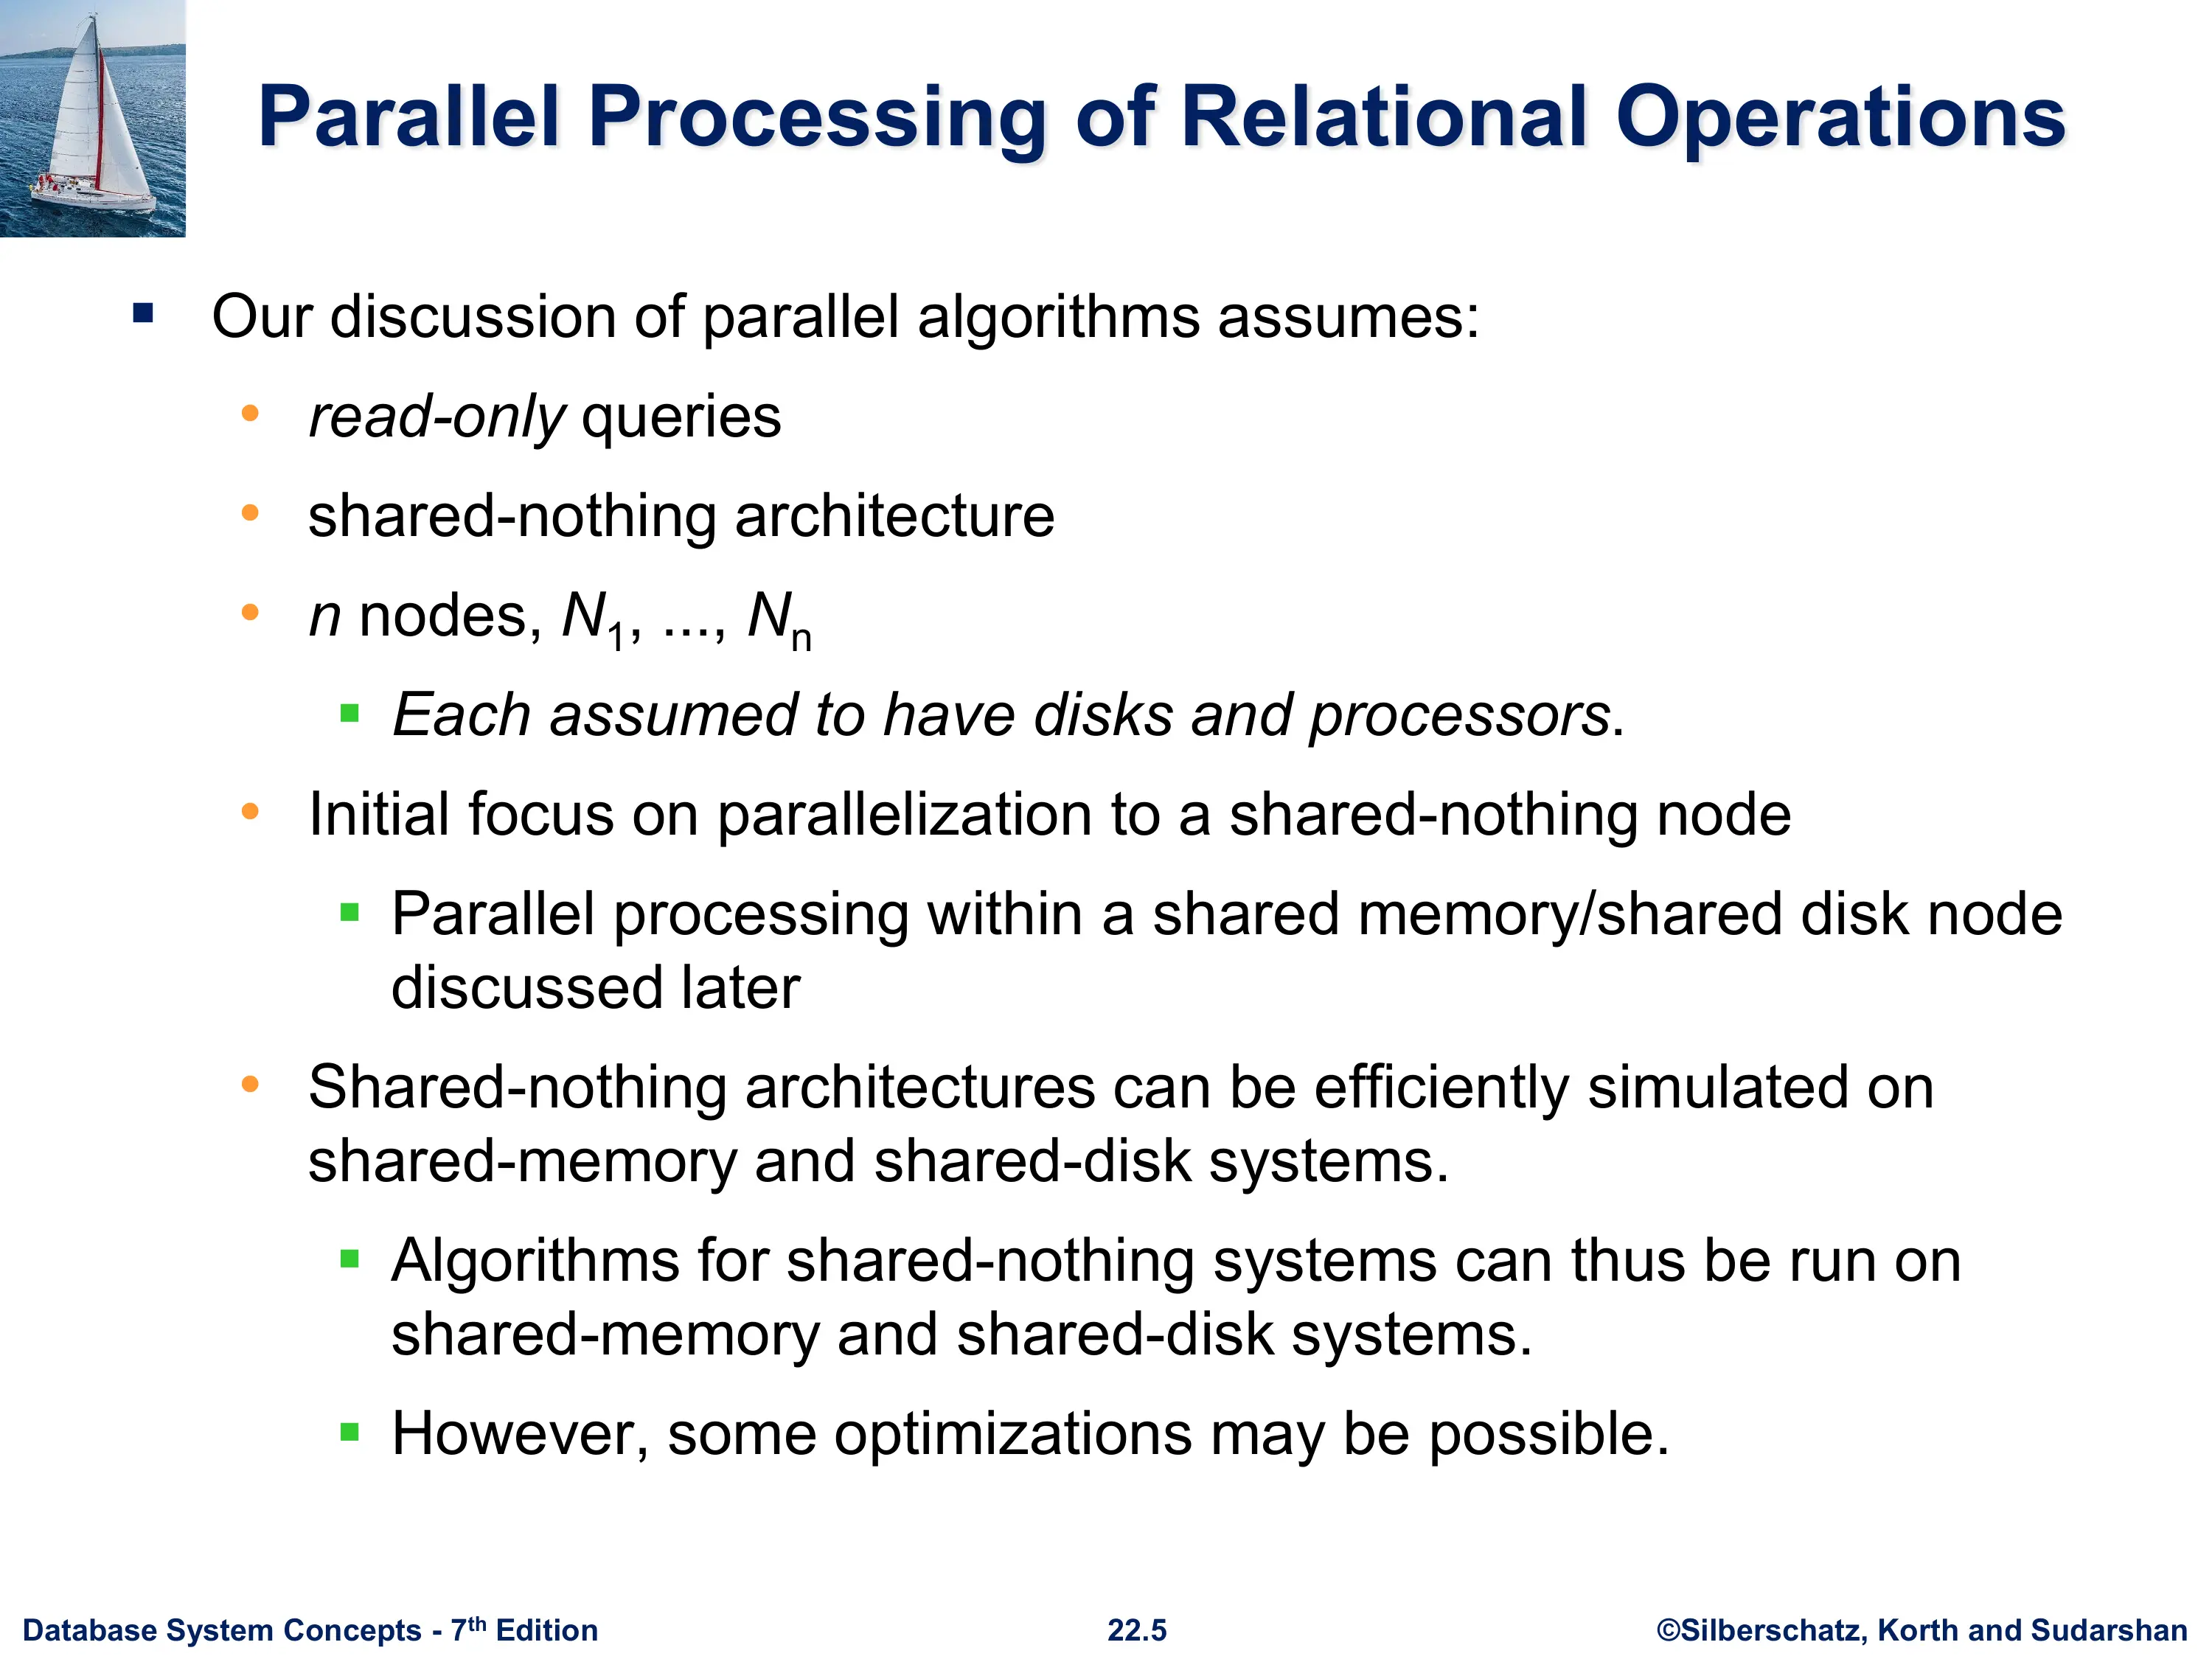 Parallel Processing of Relational Operations
▪ Our discussion of parallel algorithms assumes:
• read-only queries
• shared-nothing architecture
• n nodes, N1, ..., Nn
▪ Each assumed to have disks and processors.
• Initial focus on parallelization to a shared-nothing node
▪ Parallel processing within a shared memory/shared disk node
discussed later
• Shared-nothing architectures can be efficiently simulated on
shared-memory and shared-disk systems.
▪ Algorithms for shared-nothing systems can thus be run on
shared-memory and shared-disk systems.
▪ However, some optimizations may be possible.
Database System Concepts - 7th Edition 22.5 ©Silberschatz, Korth and Sudarshan